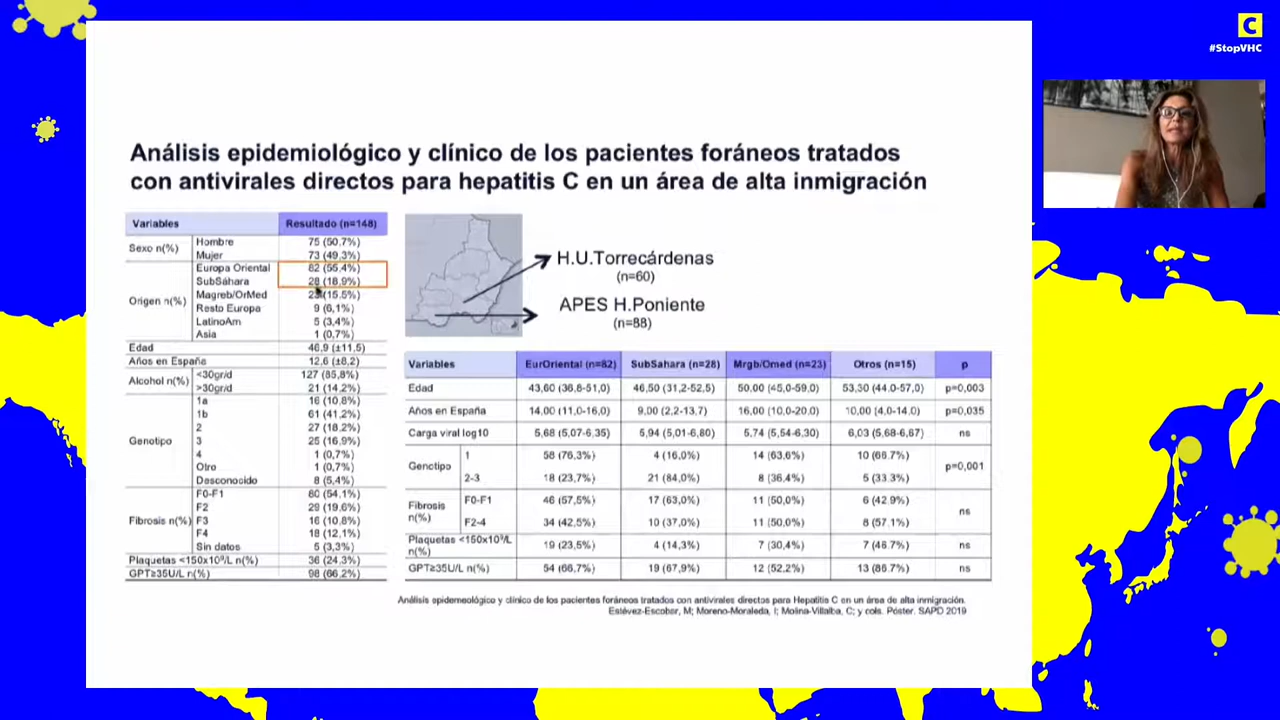 C
#StopVHC
Análisis epidemiológico y clínico de los pacientes foráneos tratados
con antivirales directos para hepatitis C en un área de alta inmigración
Variables Resultado (n=148)
Sexo n(%) Hombre 75 (50.7%)
Mujer 73 (49,3%)
Origen n(%) Europa Oriental 82 (55,4%)
SubSáhara 28 (18,9%)
Magreb/OrMed 23 (15,5%)
Resto Europa 9 (6,1%)
LatinoAm 5 (3,4%)
Asia 1 (0,7%)
Edad 46,9 (±11,5)
Años en España 12,6 (±8,2)
Alcohol n(%) <30gr/d 127 (85,8%)
>30gr/d 21 (14.2%)
Genotipo 1a 16 (10,8%)
1b 61 (41,2%)
2 27 (18.2%)
3 25 (16,9%)
4 1 (0,7%)
Otro 1 (0,7%)
Desconocido 8 (5,4%)
Fibrosis n(%) F0-F1 80 (54,1%)
F2 29 (19,6%)
F3 16 (10,8%)
F4 18 (12,1%)
Sin datos 5 (3,3%)
Plaquetas <150x10⁹/L n(%) 36 (24,3%)
GPT≥35U/L n(%) 98 (66,2%)
H.U.Torrecárdenas
(n=60)
APES H.Poniente
(n=88)
Variables EurOriental (n=82) SubSahara (n=28) Mrgb/Omed (n=23) Otros (n=15) p
Edad 43,60 (36,8-51,0) 46,50 (31,2-52,5) 50,00 (45,0-59,0) 53,30 (44.0-57,0) p=0,003
Años en España 14,00 (11,0-16,0) 9,00 (2,2-13,7) 16,00 (10,0-20,0) 10,00 (4,0-14,0) p=0,035
Carga viral log10 5,68 (5,07-6,35) 5,94 (5,01-6,80) 5,74 (5,54-6,30) 6,03 (5,68-6,67) ns
Genotipo 1 58 (76,3%) 4 (16,0%) 14 (63,6%) 10 (66,7%) p=0,001
2-3 18 (23,7%) 21 (84,0%) 8 (36,4%) 5 (33.3%)
Fibrosis n(%) F0-F1 46 (57,5%) 17 (63,0%) 11 (50,0%) 6 (42,9%) ns
F2-4 34 (42,5%) 10 (37,0%) 11 (50,0%) 8 (57,1%)
Plaquetas <150x10⁹/L n(%) 19 (23,5%) 4 (14,3%) 7 (30,4%) 7 (46,7%) ns
GPT≥35U/L n(%) 54 (66,7%) 19 (67,9%) 12 (52,2%) 13 (86,7%) ns
Análisis epidemeológico y clínico de los pacientes foráneos tratados con antivirales directos para Hepatitis C en un área de alta inmigración.
Estévez-Escobar, M; Moreno-Moraleda, I; Molina-Villalba, C; y cols. Póster. SAPD 2019